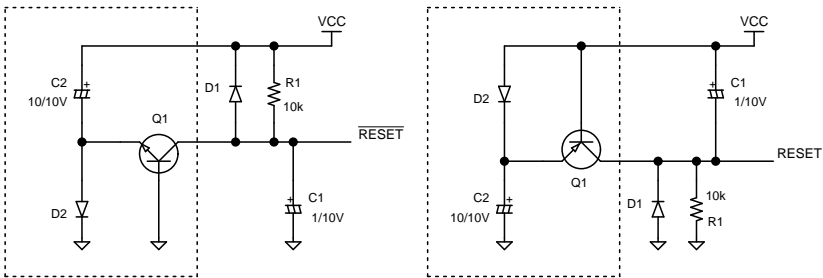 VCC
C2
+
10/10V
D1
R1
10k
Q1
RESET
D2
+
C1
1/10V
VCC
D2
C1
+
1/10V
Q1
RESET
C2
+
10/10V
D1
10k
R1